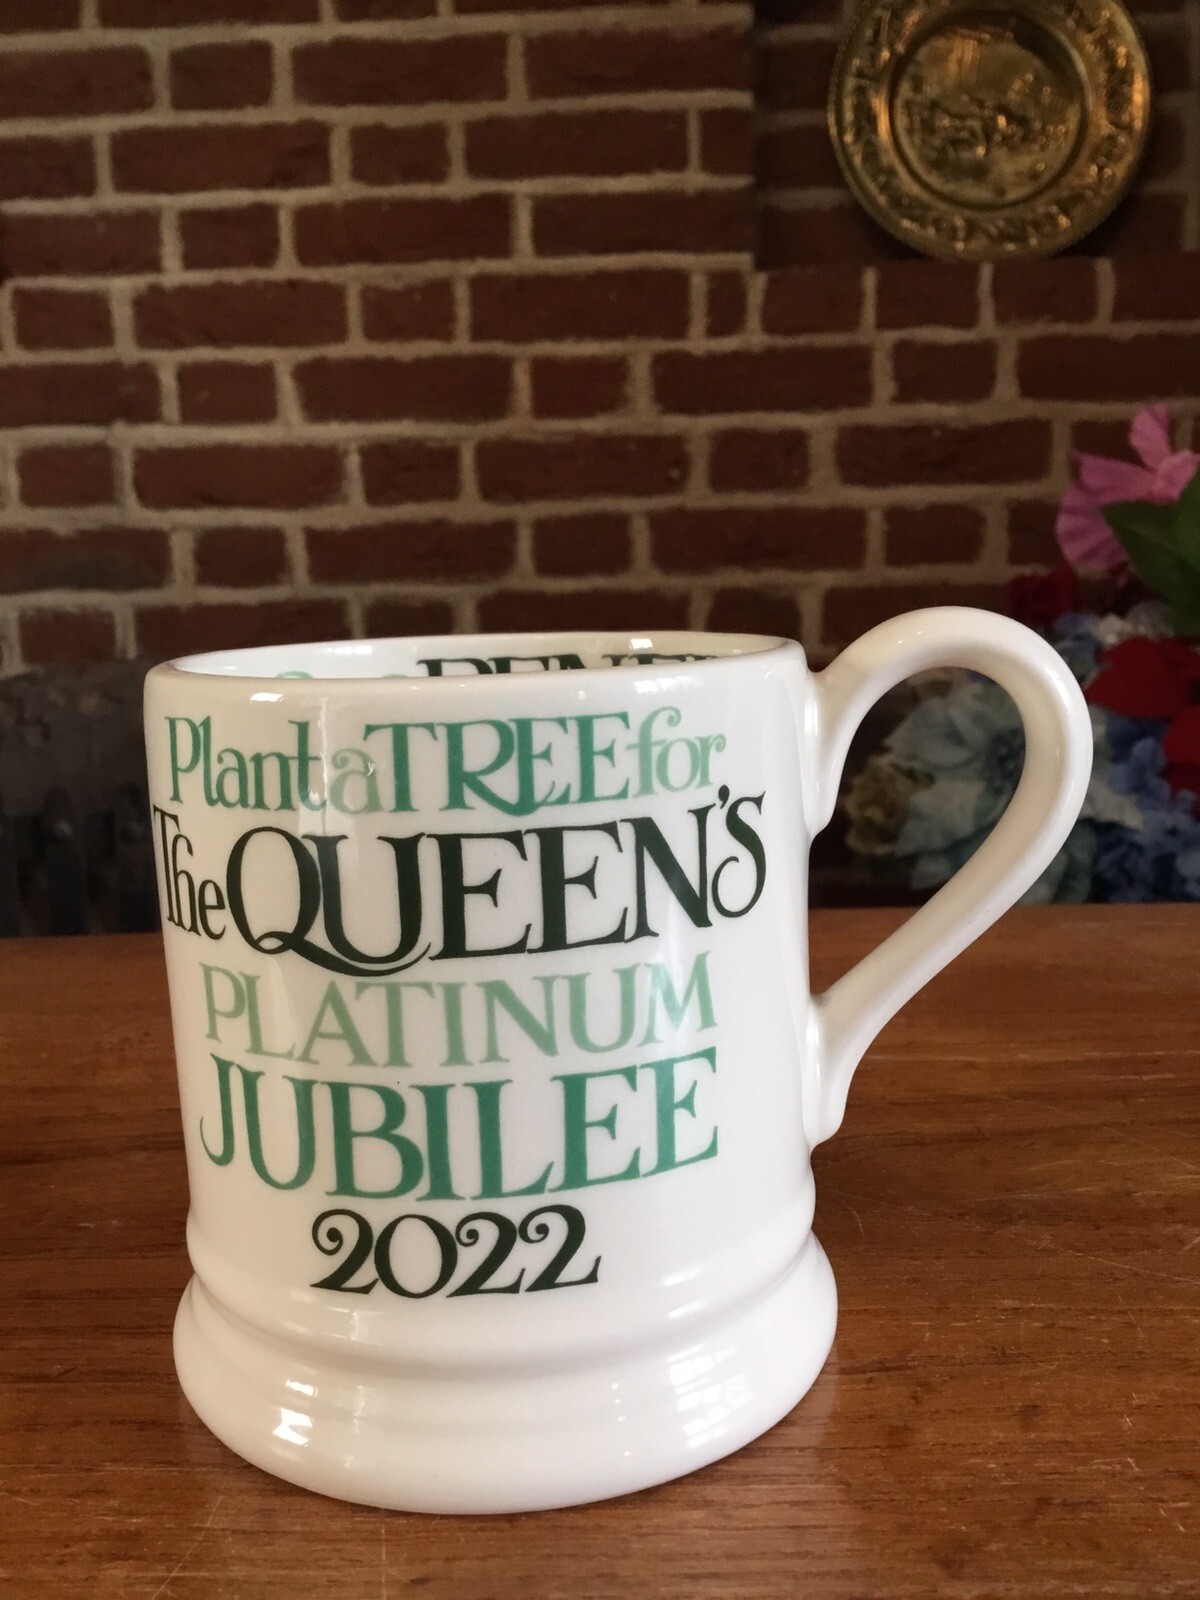 Plant a TREE for
The QUEEN'S
PLATINUM
JUBILEE
2022